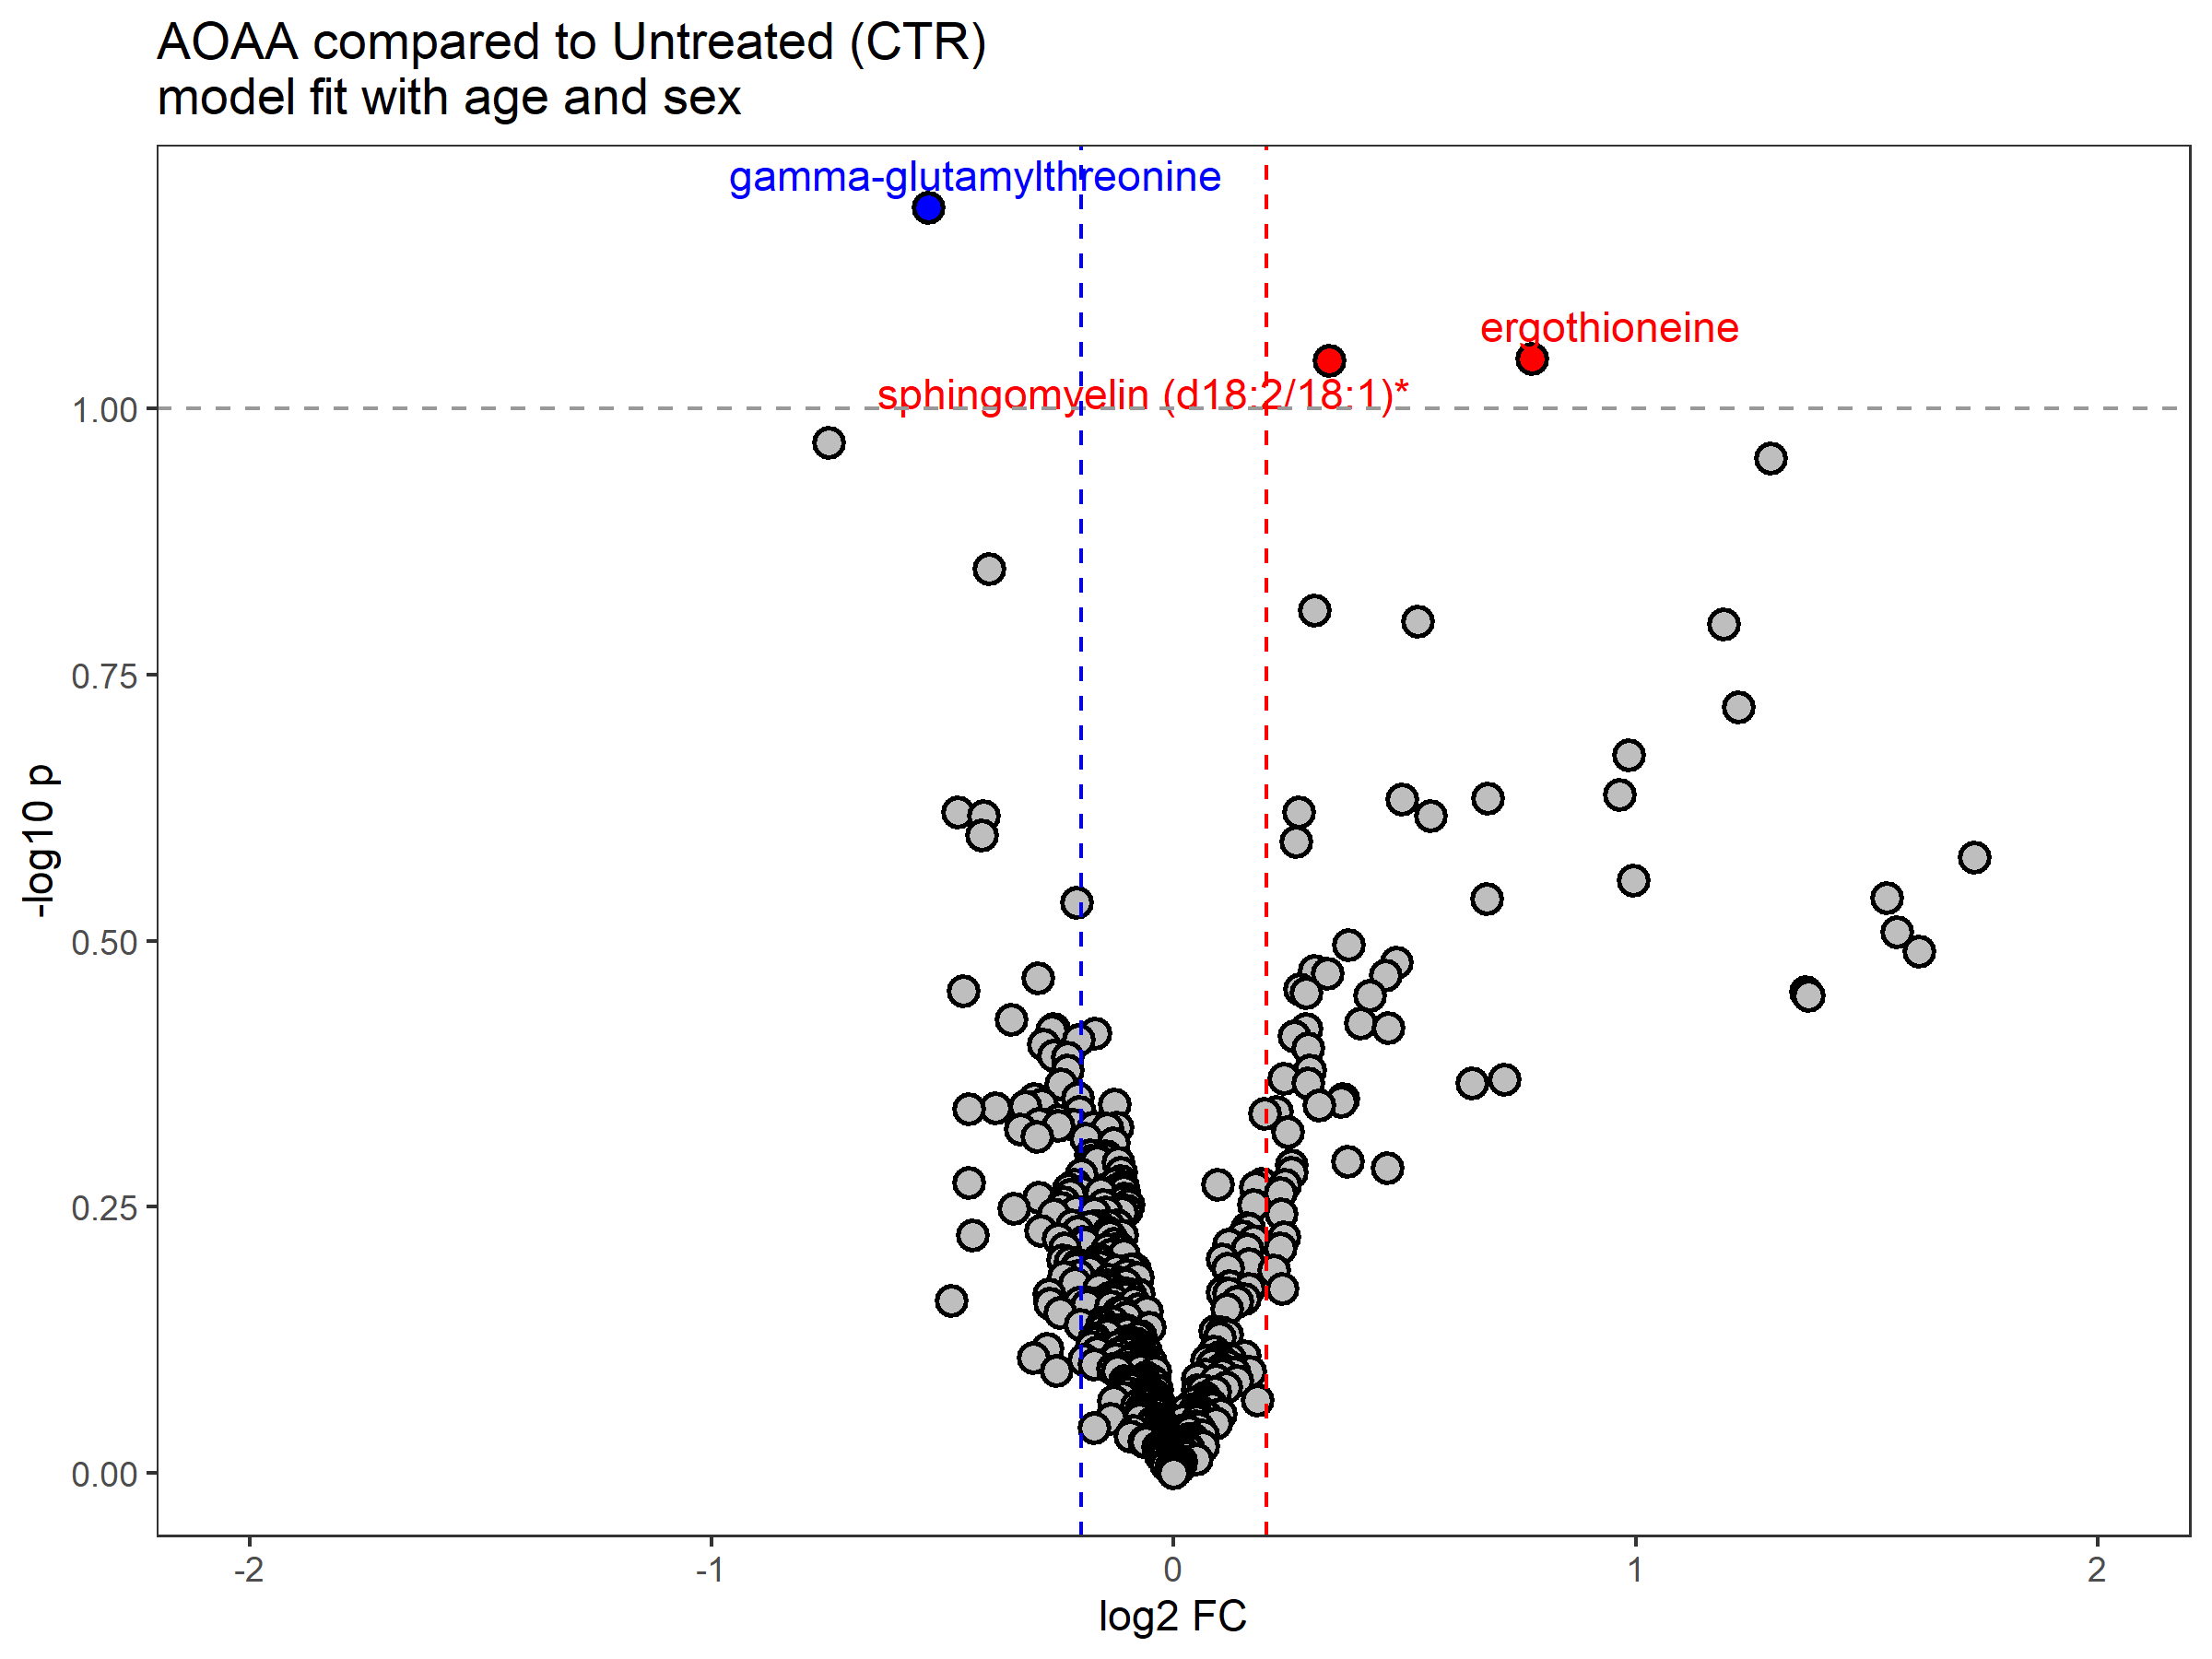 AOAA compared to Untreated (CTR)
model fit with age and sex
gamma-glutamylthreonine
ergothioneine
sphingomyelin (d18:2/18:1)*
1.00
0.75
0.50
0.25
0.00
-log10 p
-2
-1
0
1
2
log2 FC